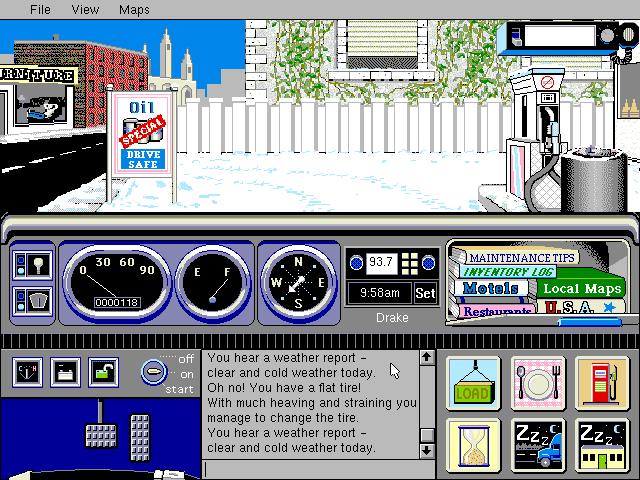 File View Maps
URNITURE
Oil
SPECIAL
DRIVE
SAFE
0 30 60 90
0000118
E F
N
W E
S
93.7
9:58am Set
Drake
MAINTENANCE TIPS
INVENTORY LOG
Motels
Local Maps
Restaurants
U.S.A.
off
on
start
C H
You hear a weather report -
clear and cold weather today.
Oh no! You have a flat tire!
With much heaving and straining you
manage to change the tire.
You hear a weather report -
clear and cold weather today.
LOAD
ZZZ
ZZZ